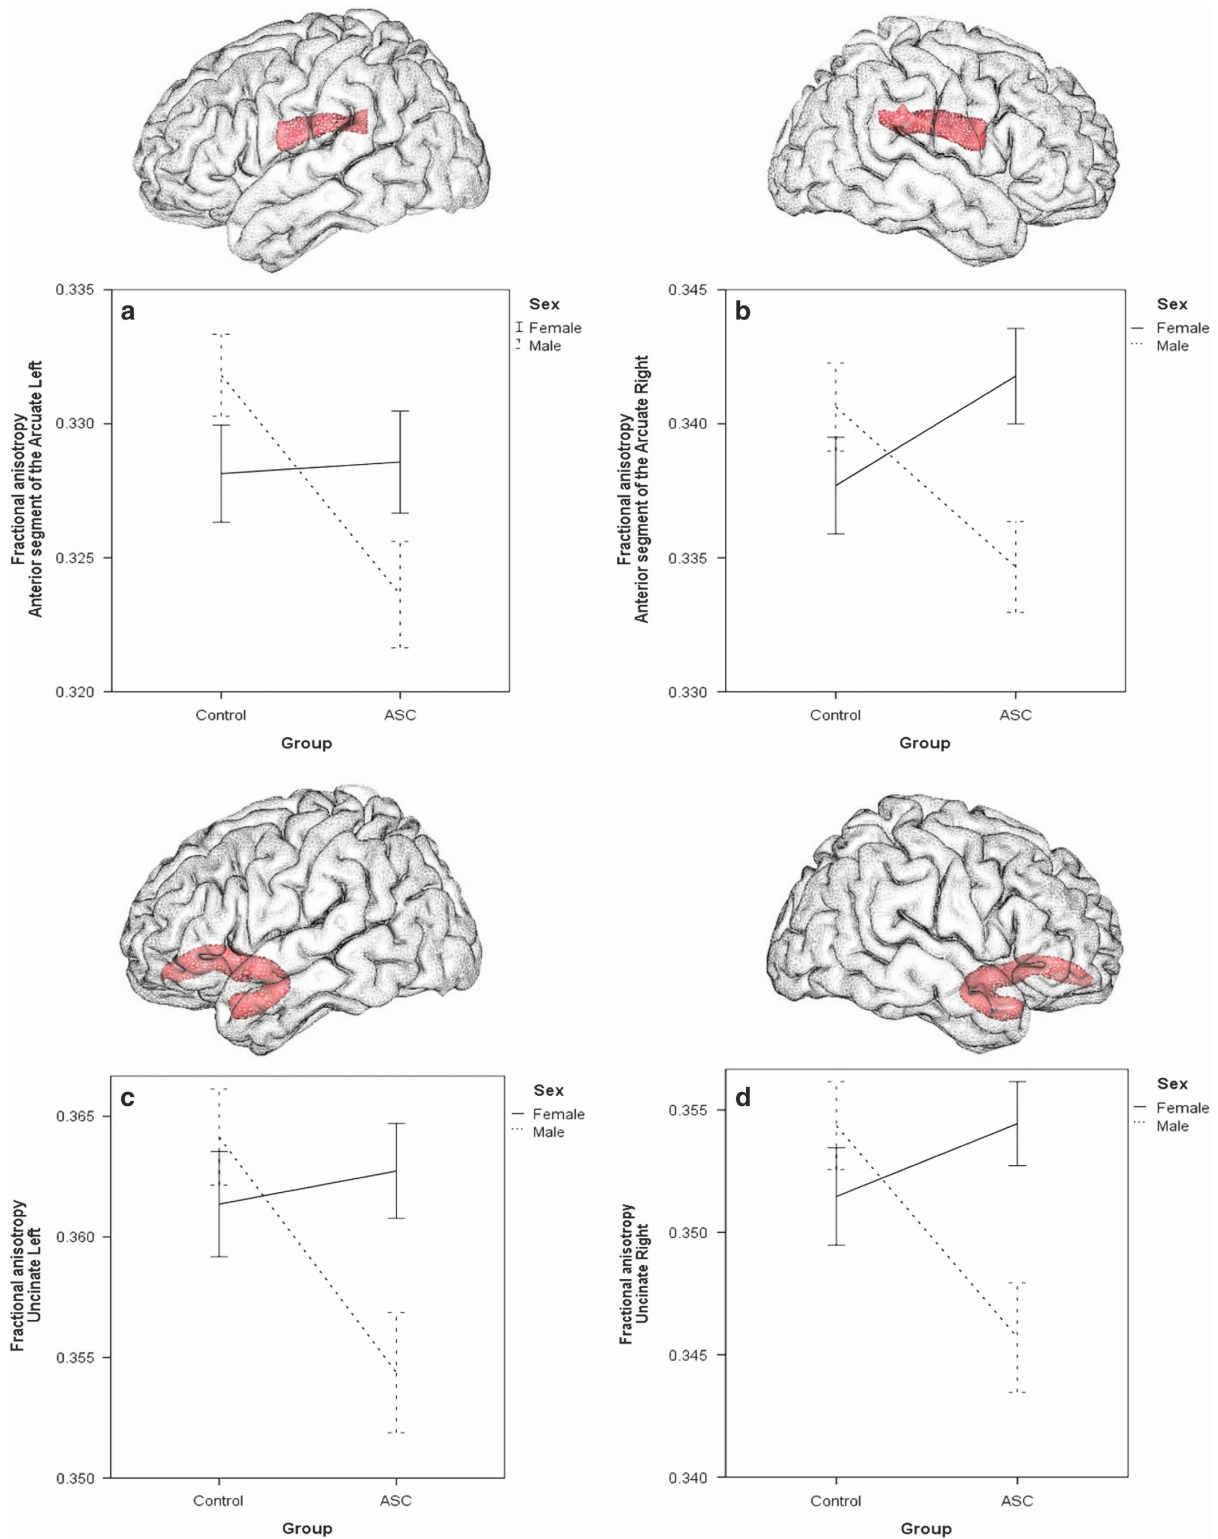 a
Fractional anisotropy
Anterior segment of the Arcuate Left
0.335
0.330
0.325
0.320
Control
ASC
Group
Sex
Female
Male
b
Fractional anisotropy
Anterior segment of the Arcuate Right
0.345
0.340
0.335
0.330
Control
ASC
Group
Sex
Female
Male
c
Fractional anisotropy
Uncinate Left
0.365
0.360
0.355
0.350
Control
ASC
Group
Sex
Female
Male
d
Fractional anisotropy
Uncinate Right
0.355
0.350
0.345
0.340
Control
ASC
Group
Sex
Female
Male